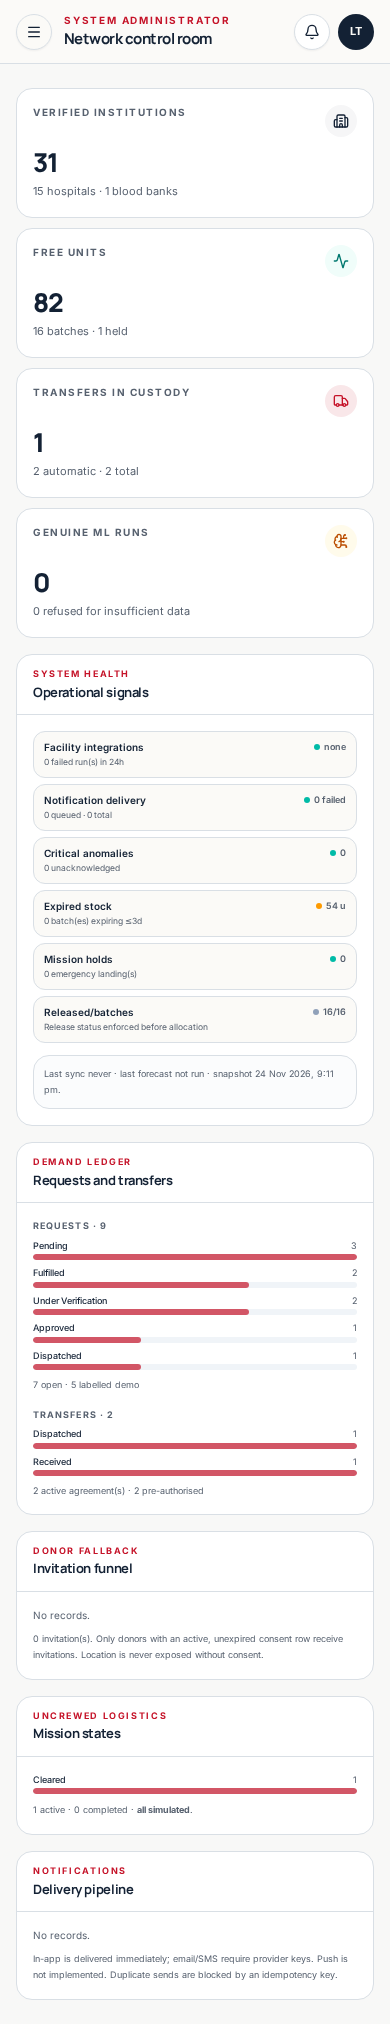 SYSTEM ADMINISTRATOR
Network control room
LT
VERIFIED INSTITUTIONS
31
15 hospitals · 1 blood banks
FREE UNITS
82
16 batches · 1 held
TRANSFERS IN CUSTODY
1
2 automatic · 2 total
GENUINE ML RUNS
0
0 refused for insufficient data
SYSTEM HEALTH
Operational signals
Facility integrations
none
0 failed run(s) in 24h
Notification delivery
0 failed
0 queued · 0 total
Critical anomalies
0
0 unacknowledged
Expired stock
54 u
0 batch(es) expiring ≤3d
Mission holds
0
0 emergency landing(s)
Released/batches
16/16
Release status enforced before allocation
Last sync never · last forecast not run · snapshot 24 Nov 2026, 9:11
pm.
DEMAND LEDGER
Requests and transfers
REQUESTS · 9
Pending 3
Fulfilled 2
Under Verification 2
Approved 1
Dispatched 1
7 open · 5 labelled demo
TRANSFERS · 2
Dispatched 1
Received 1
2 active agreement(s) · 2 pre-authorised
DONOR FALLBACK
Invitation funnel
No records.
0 invitation(s). Only donors with an active, unexpired consent row receive
invitations. Location is never exposed without consent.
UNCREWED LOGISTICS
Mission states
Cleared 1
1 active · 0 completed · all simulated.
NOTIFICATIONS
Delivery pipeline
No records.
In-app is delivered immediately; email/SMS require provider keys. Push is
not implemented. Duplicate sends are blocked by an idempotency key.